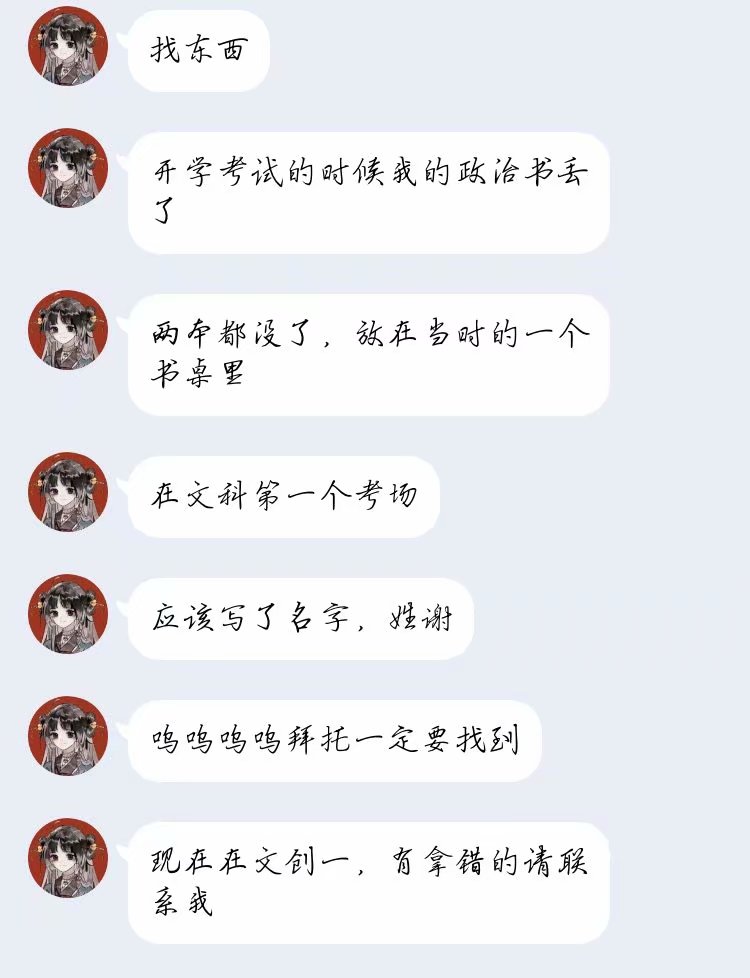 找东西
开学考试的时候我的政治书丢
了
两本都没了，放在当时的一个
书桌里
在文科第一个考场
应该写了名字，姓谢
呜呜呜呜拜托一定要找到
现在在文创一，有拿错的请联
系我